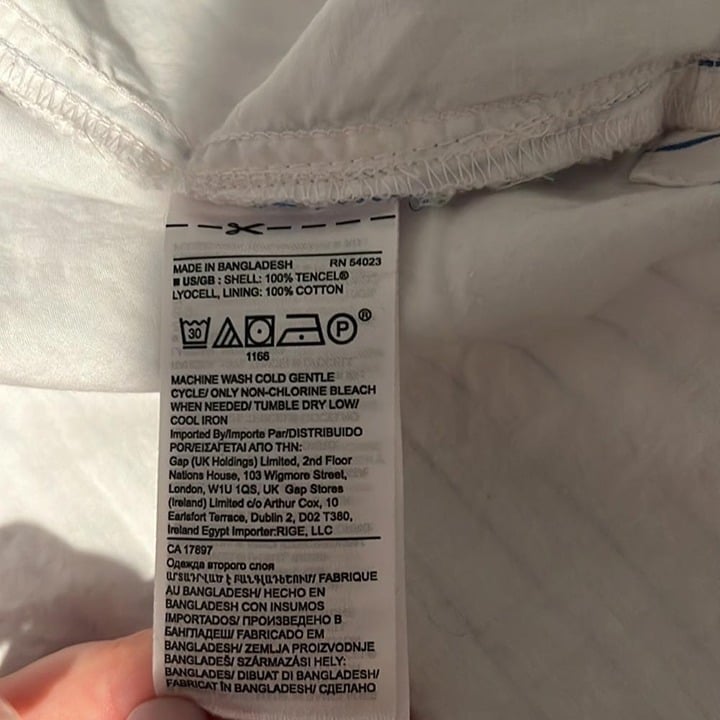 MADE IN BANGLADESH RN 54023
■ US/GB : SHELL: 100% TENCEL®
LYOCELL, LINING: 100% COTTON
30 P ®
1166
MACHINE WASH COLD GENTLE
CYCLE/ ONLY NON-CHLORINE BLEACH
WHEN NEEDED/ TUMBLE DRY LOW/
COOL IRON
Imported By/Importe Par/DISTRIBUIDO
POR/ΕΙΣΑΓΕΤΑΙ ΑΠΟ ΤΗΝ:
Gap (UK Holdings) Limited, 2nd Floor
Nations House, 103 Wigmore Street,
London, W1U 1QS, UK Gap Stores
(Ireland) Limited c/o Arthur Cox, 10
Earlsfort Terrace, Dublin 2, D02 T380,
Ireland Egypt Importer:RIGE, LLC
CA 17897
Одежда второго слоя
ԱՐՏԱԴՐՎԱԾ Է ԲԱՆԳԼԱԴԵՇՈՒՄ/ FABRIQUE
AU BANGLADESH/ HECHO EN
BANGLADESH CON INSUMOS
IMPORTADOS/ ПРОИЗВЕДЕНО В
БАНГЛАДЕШ/ FABRICADO EM
BANGLADESH/ ZEMLJA PROIZVODNJE
BANGLADEŠ/ SZÁRMAZÁSI HELY:
BANGLADES/ DIBUAT DI BANGLADESH/
FABRICAT ÎN BANGLADESH/ СДЕЛАНО